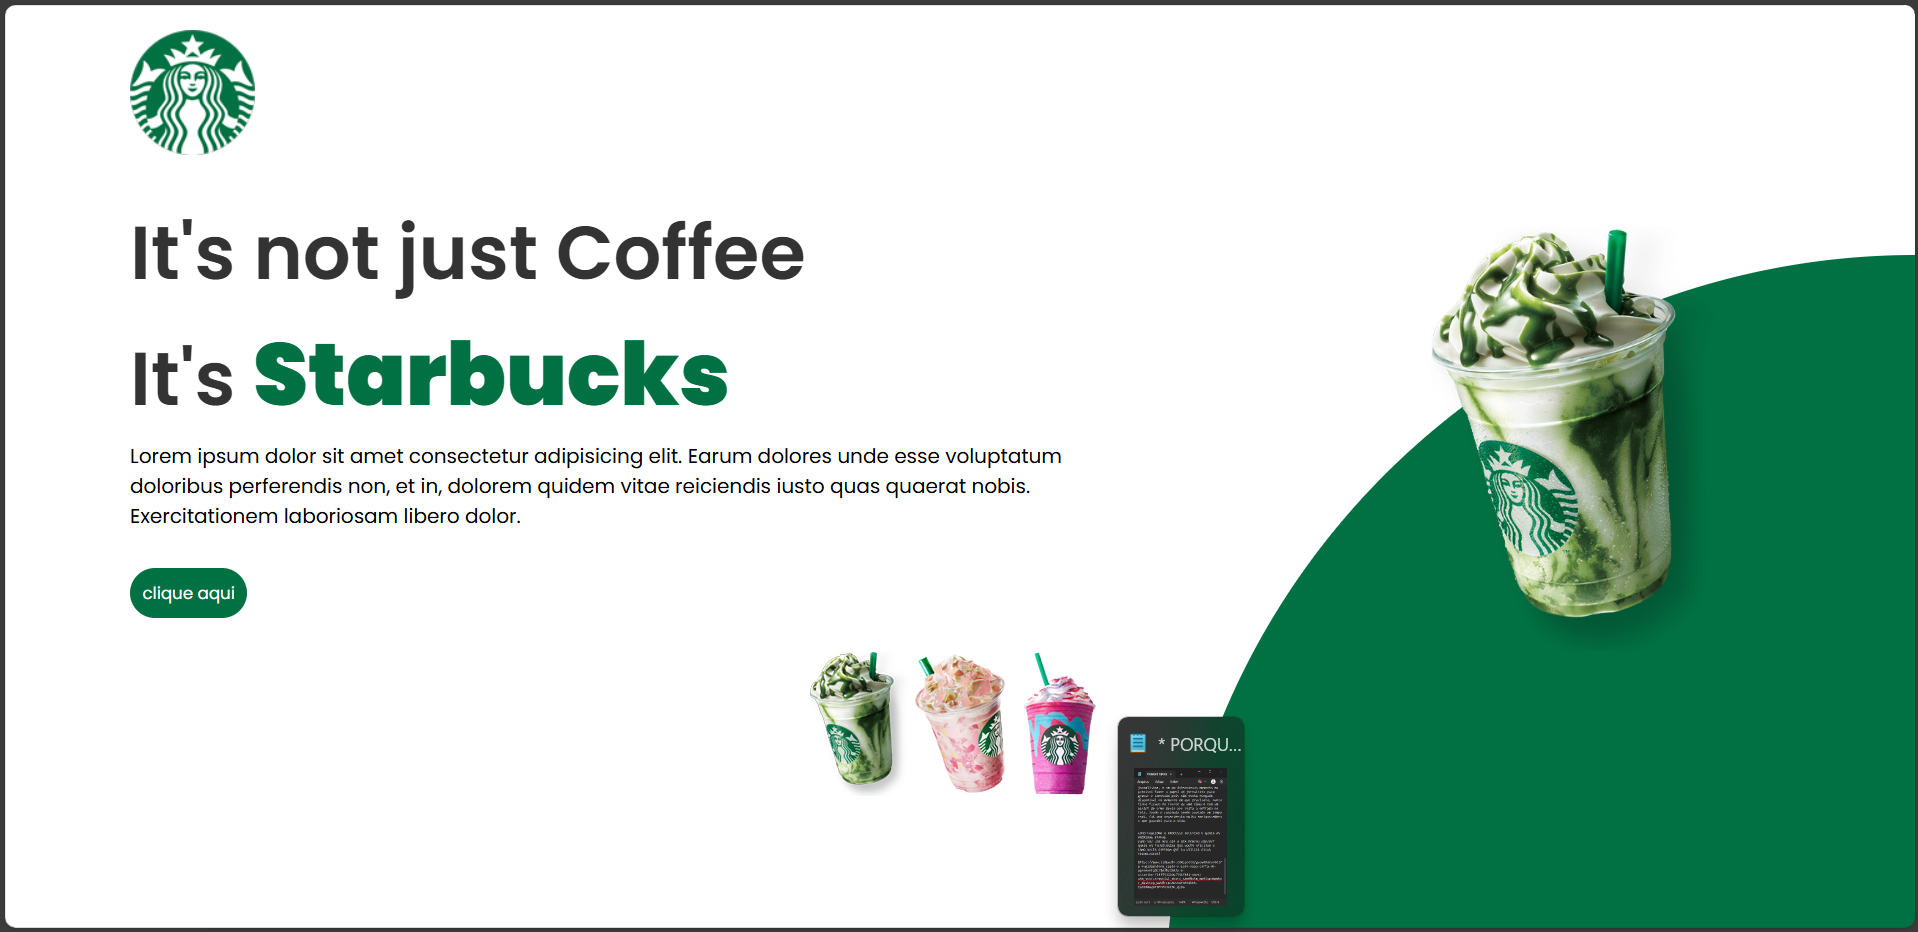 It's not just Coffee
It's Starbucks
Lorem ipsum dolor sit amet consectetur adipisicing elit. Earum dolores unde esse voluptatum
doloribus perferendis non, et in, dolorem quidem vitae reiciendis iusto quas quaerat nobis.
Exercitationem laboriosam libero dolor.
clique aqui
* PORQU...